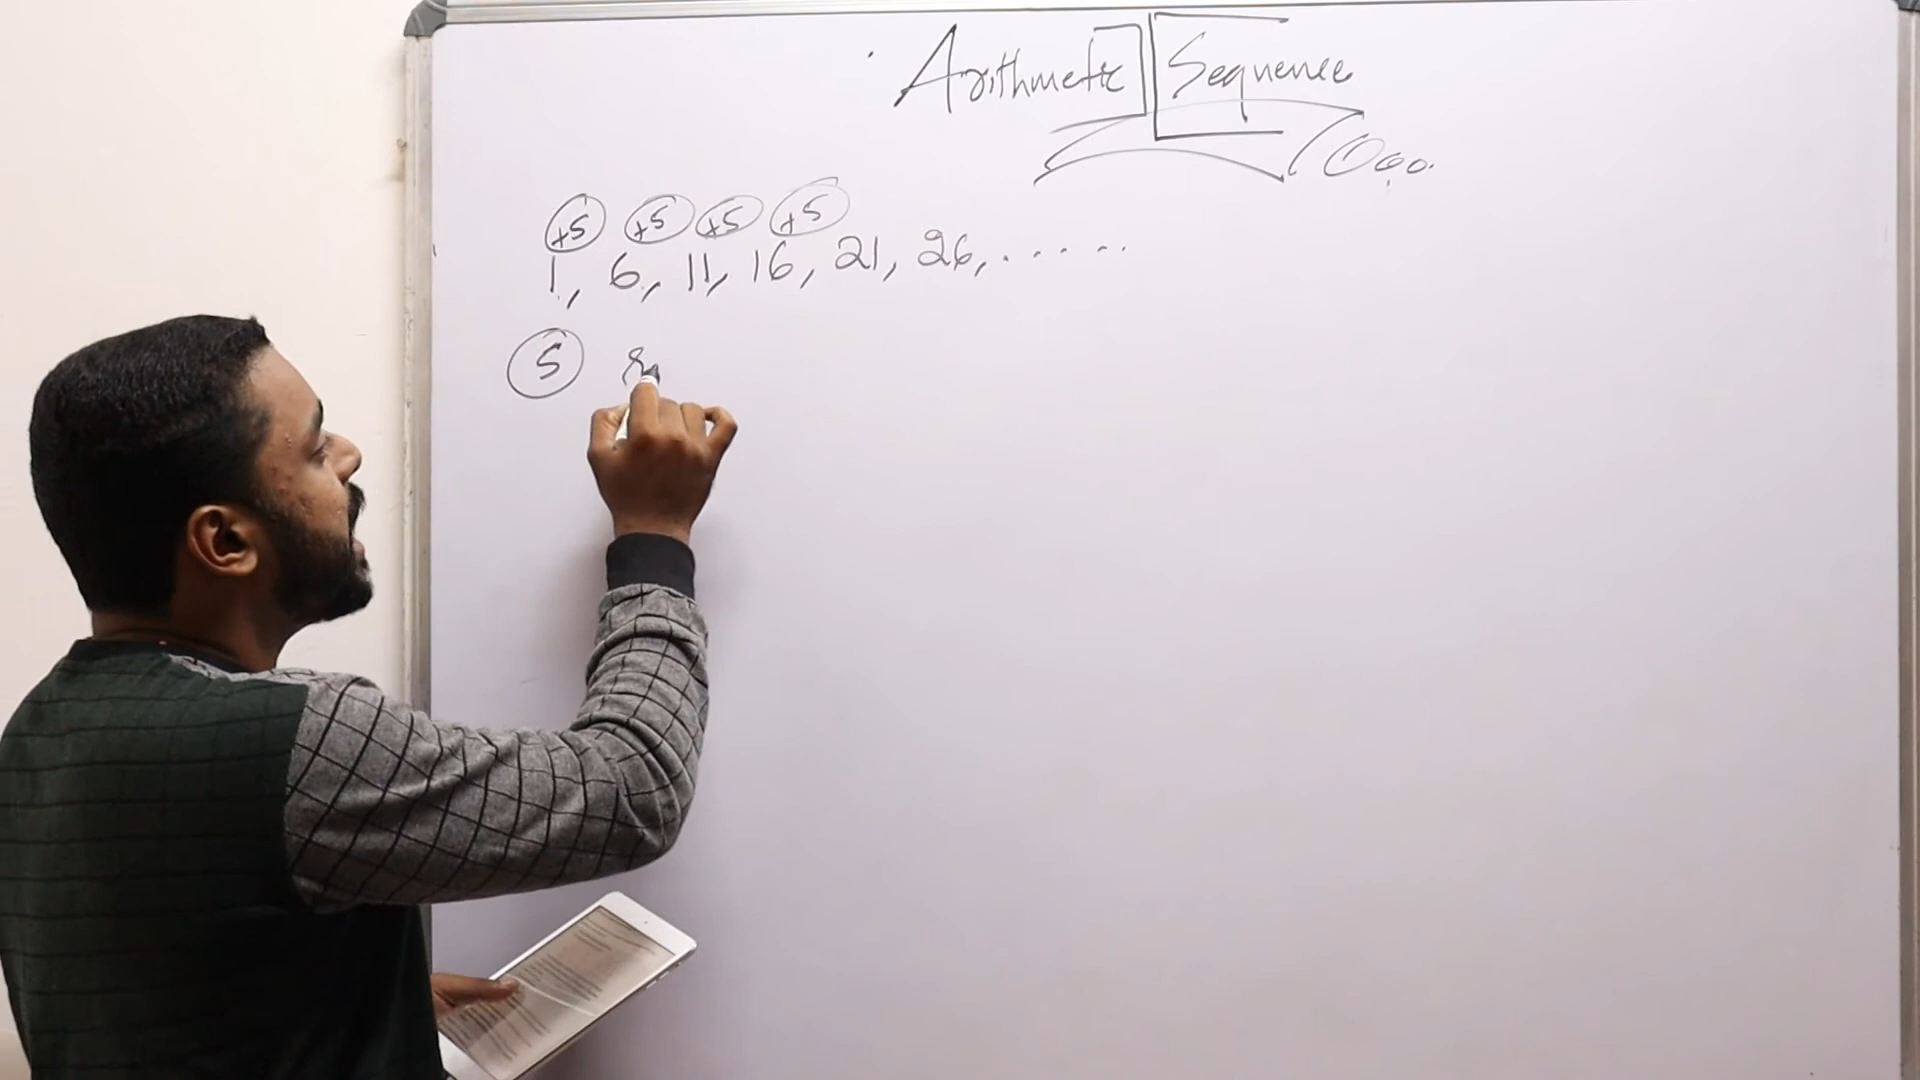 Arithmetic Sequence
+5 +5 +5 +5
1, 6, 11, 16, 21, 26, .....
5